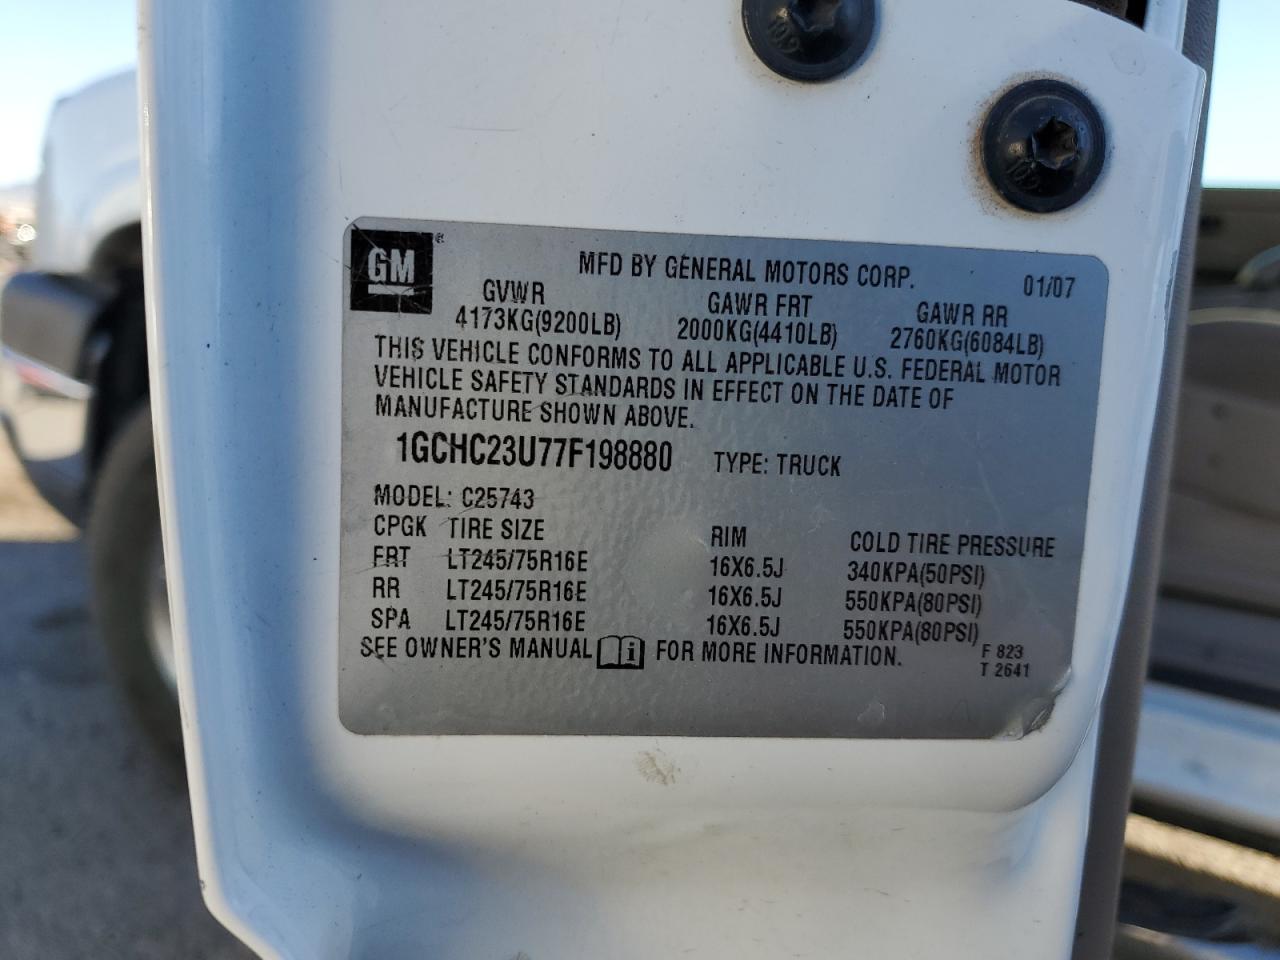 102
102
GM®
MFD BY GENERAL MOTORS CORP. 01/07
GVWR GAWR FRT GAWR RR
4173KG(9200LB) 2000KG(4410LB) 2760KG(6084LB)
THIS VEHICLE CONFORMS TO ALL APPLICABLE U.S. FEDERAL MOTOR
VEHICLE SAFETY STANDARDS IN EFFECT ON THE DATE OF
MANUFACTURE SHOWN ABOVE.
1GCHC23U77F198880 TYPE: TRUCK
MODEL: C25743
CPGK TIRE SIZE RIM COLD TIRE PRESSURE
FRT LT245/75R16E 16X6.5J 340KPA(50PSI)
RR LT245/75R16E 16X6.5J 550KPA(80PSI)
SPA LT245/75R16E 16X6.5J 550KPA(80PSI)
SEE OWNER'S MANUAL i FOR MORE INFORMATION.
F 823
T 2641